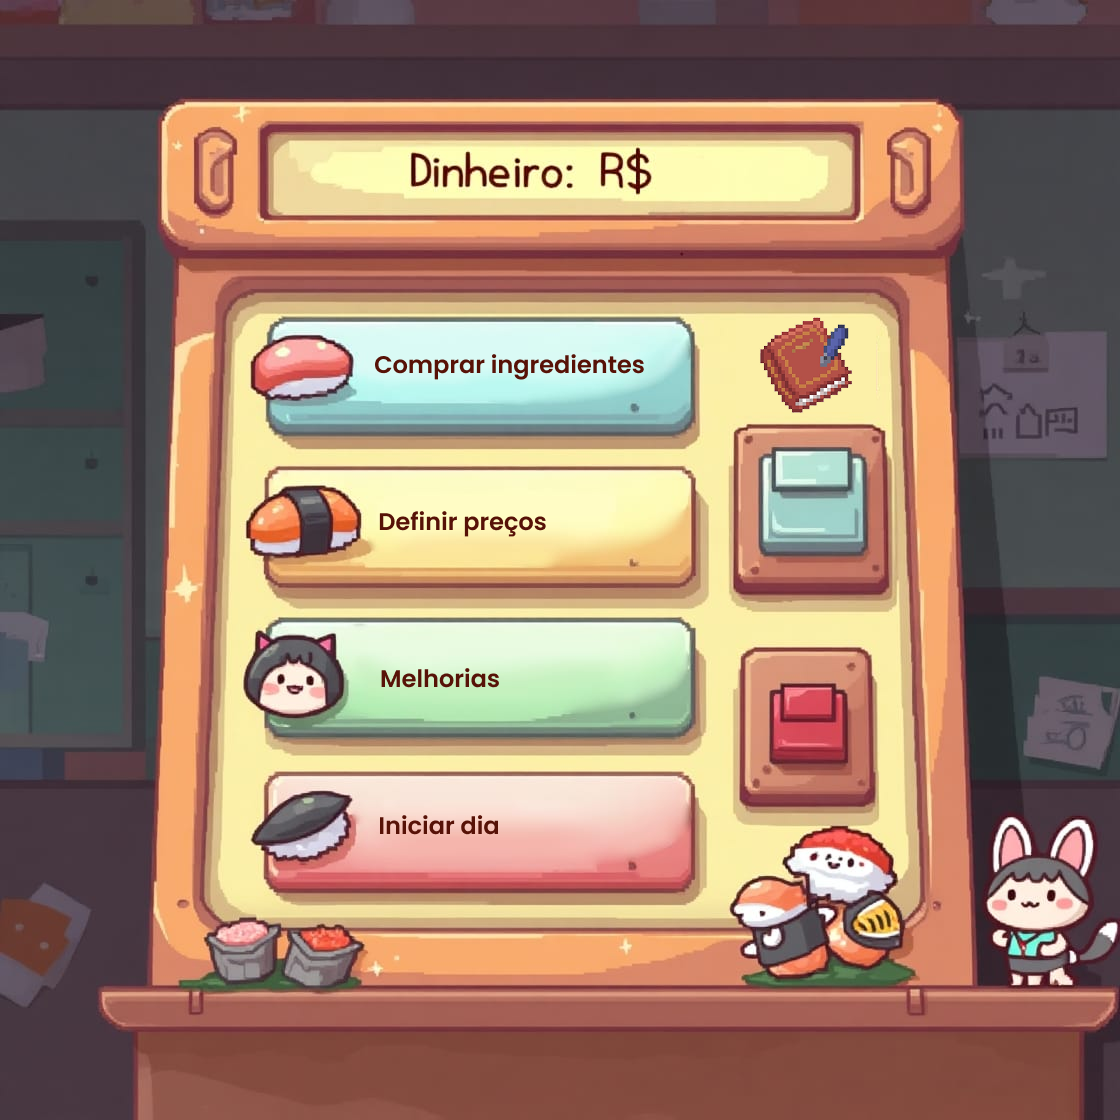 Dinheiro: R$
Comprar ingredientes
Definir preços
Melhorias
Iniciar dia